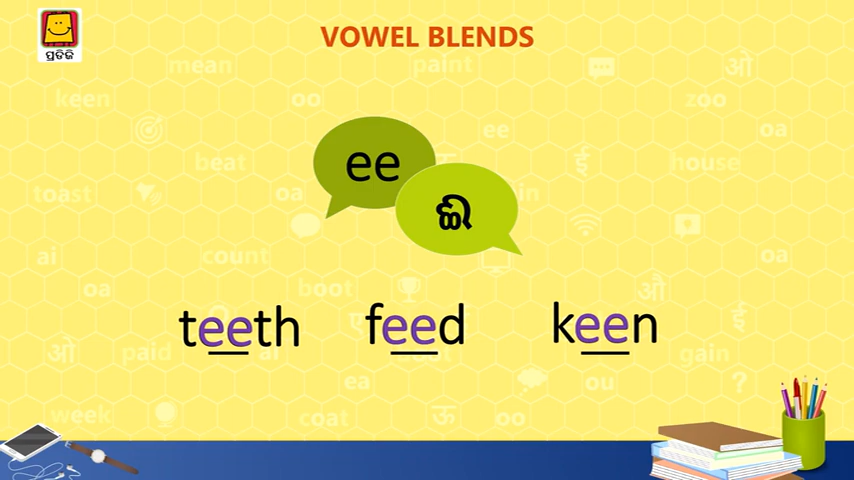 VOWEL BLENDS
ପ୍ରତିଜି
mean paint ओ
keen oo zoo
ee oa
beat ऊ ई house
toast oa
ai count oa
oa boot औ
ई
ओ paid ai gain
ea ou ?
week coat ऊ oo
ee
ଈ
teeth feed keen